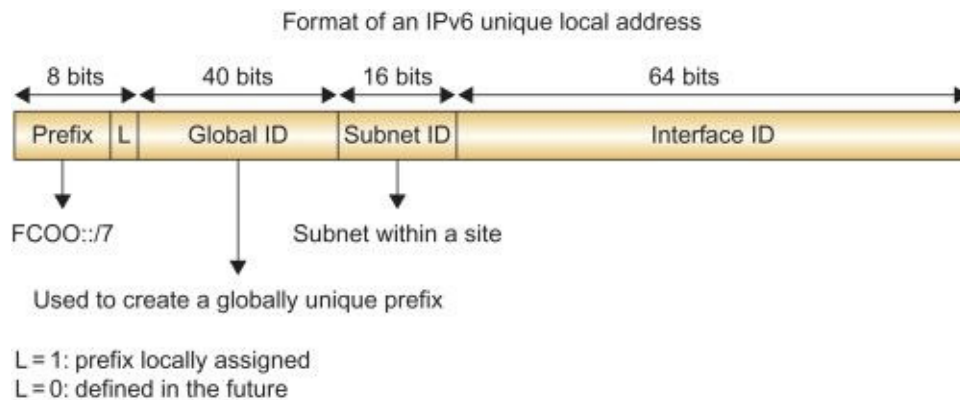 Format of an IPv6 unique local address
8 bits 40 bits 16 bits 64 bits
Prefix L Global ID Subnet ID Interface ID
FCOO::/7 Subnet within a site
Used to create a globally unique prefix
L = 1: prefix locally assigned
L = 0: defined in the future